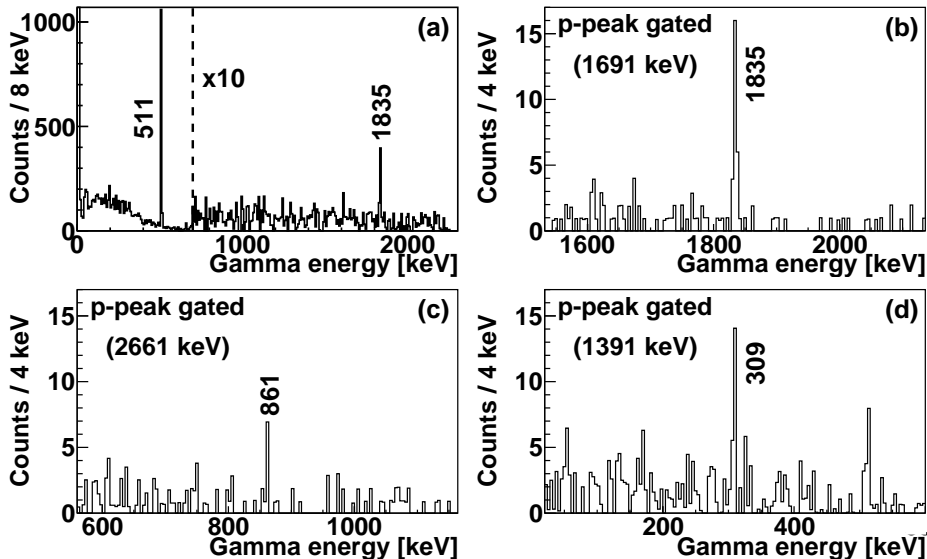 (a)
1000
500
0
Counts / 8 keV
511
x10
1835
0
1000
2000
Gamma energy [keV]
(b)
p-peak gated
(1691 keV)
15
10
5
0
Counts / 4 keV
1835
1600
1800
2000
Gamma energy [keV]
(c)
p-peak gated
(2661 keV)
15
10
5
0
Counts / 4 keV
861
600
800
1000
Gamma energy [keV]
(d)
p-peak gated
(1391 keV)
15
10
5
0
Counts / 4 keV
309
200
400
Gamma energy [keV]